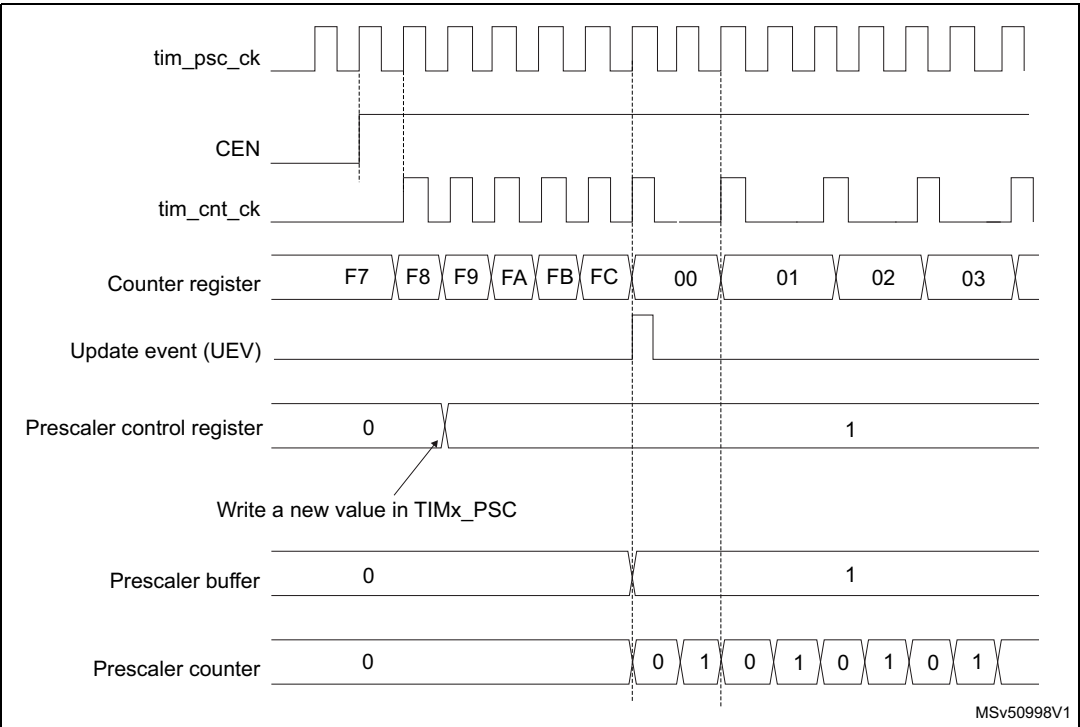 tim_psc_ck
CEN
tim_cnt_ck
Counter register F7 F8 F9 FA FB FC 00 01 02 03
Update event (UEV)
Prescaler control register 0 1
Write a new value in TIMx_PSC
Prescaler buffer 0 1
Prescaler counter 0 0 1 0 1 0 1 0 1
MSv50998V1